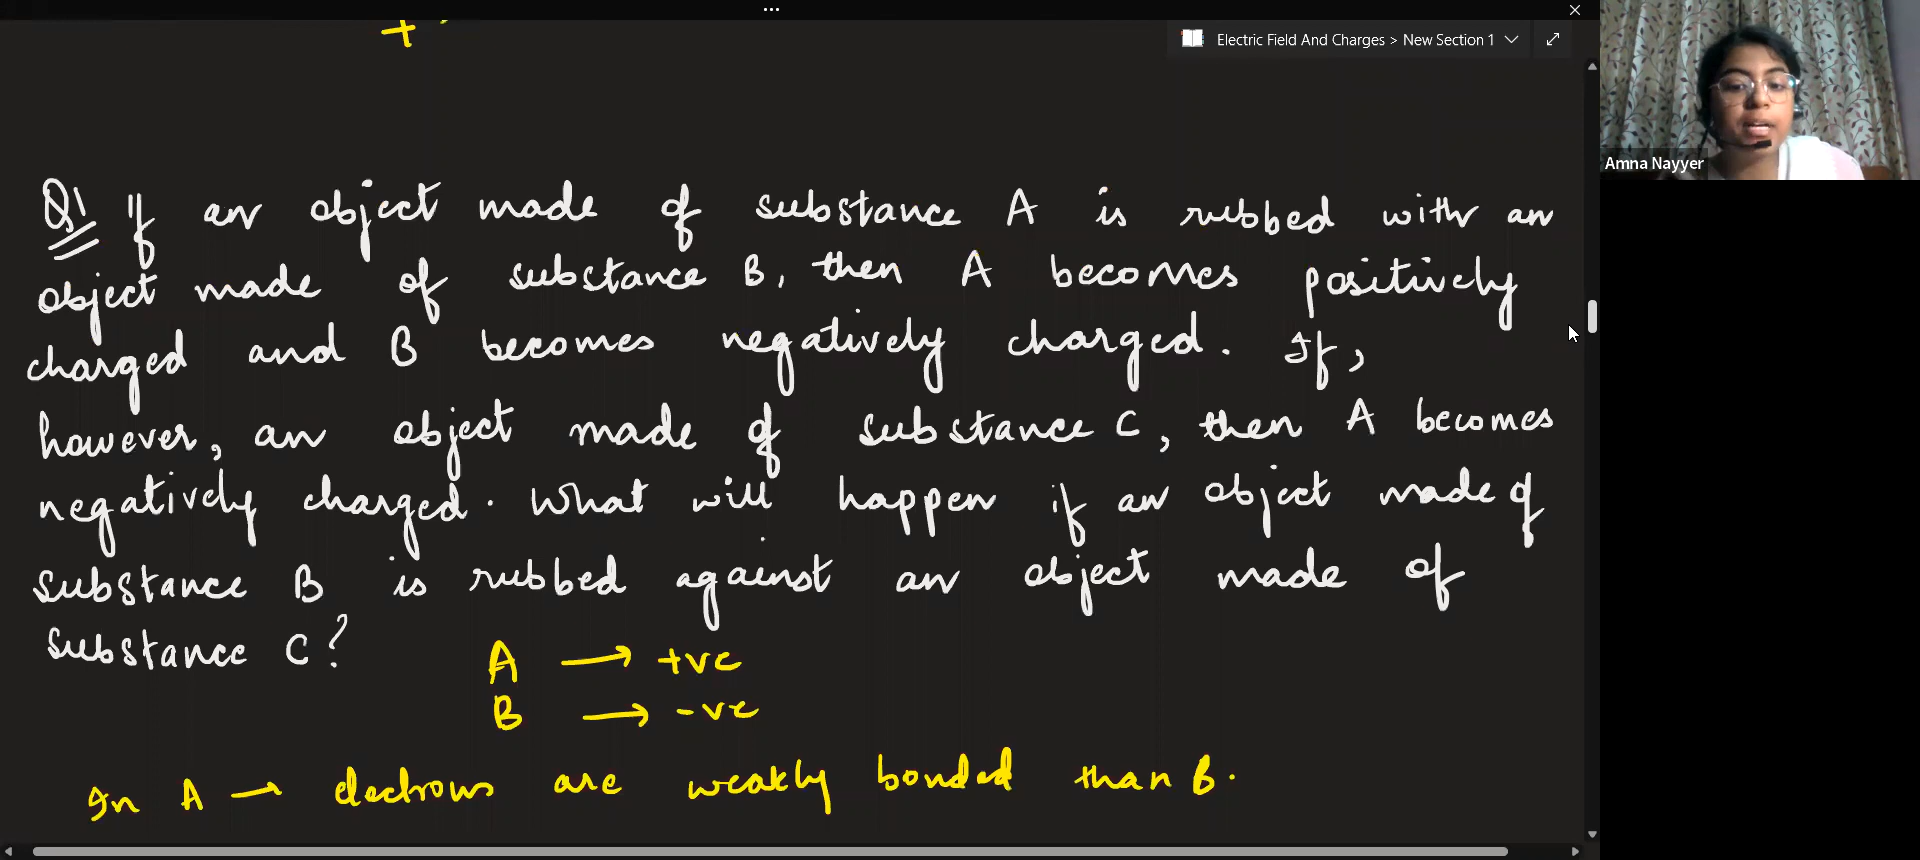 Electric Field And Charges > New Section 1
Amna Nayyer
Q1 If an object made of substance A is rubbed with an
object made of substance B, then A becomes positively
charged and B becomes negatively charged. If,
however, an object made of substance C, then A becomes
negatively charged. What will happen if an object made of
substance B is rubbed against an object made of
substance C?
A → +ve
B → -ve
In A → electrons are weakly bonded than B.